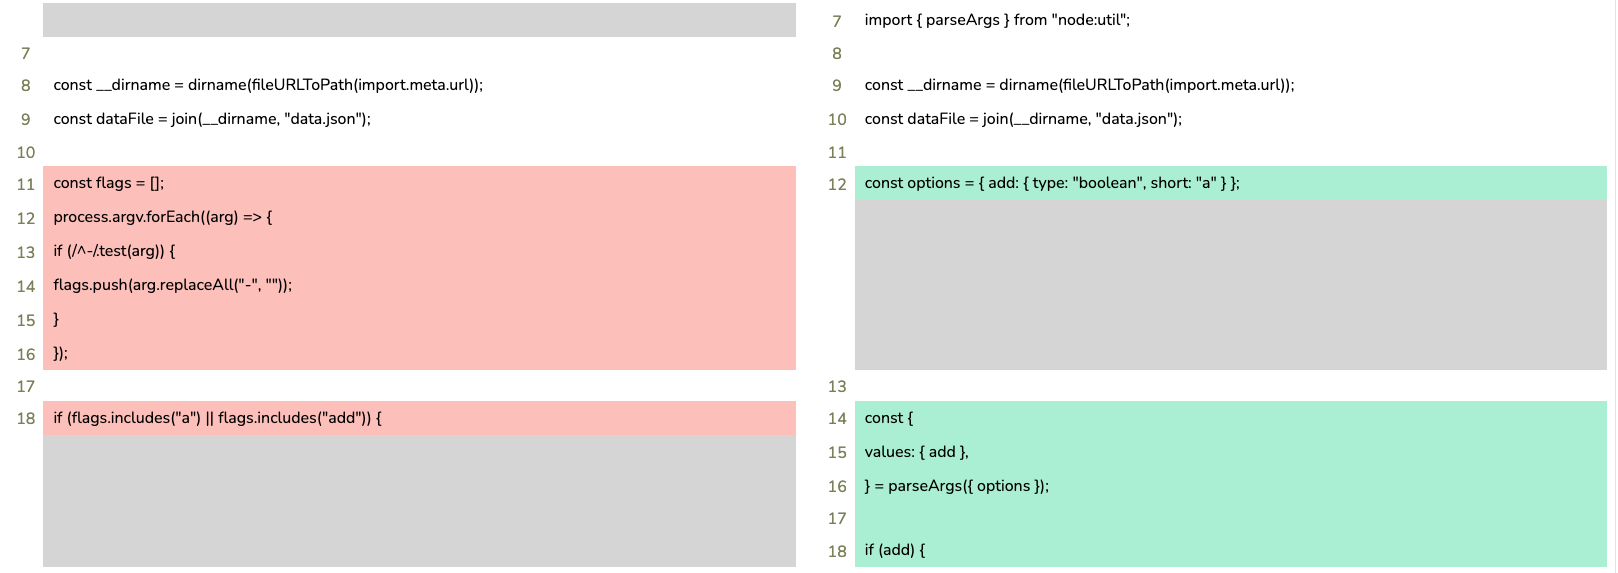 7
8 const __dirname = dirname(fileURLToPath(import.meta.url));
9 const dataFile = join(__dirname, "data.json");
10
11 const flags = [];
12 process.argv.forEach((arg) => {
13 if (/^-/.test(arg)) {
14 flags.push(arg.replaceAll("-", ""));
15 }
16 });
17
18 if (flags.includes("a") || flags.includes("add")) {
7 import { parseArgs } from "node:util";
8
9 const __dirname = dirname(fileURLToPath(import.meta.url));
10 const dataFile = join(__dirname, "data.json");
11
12 const options = { add: { type: "boolean", short: "a" } };
13
14 const {
15 values: { add },
16 } = parseArgs({ options });
17
18 if (add) {